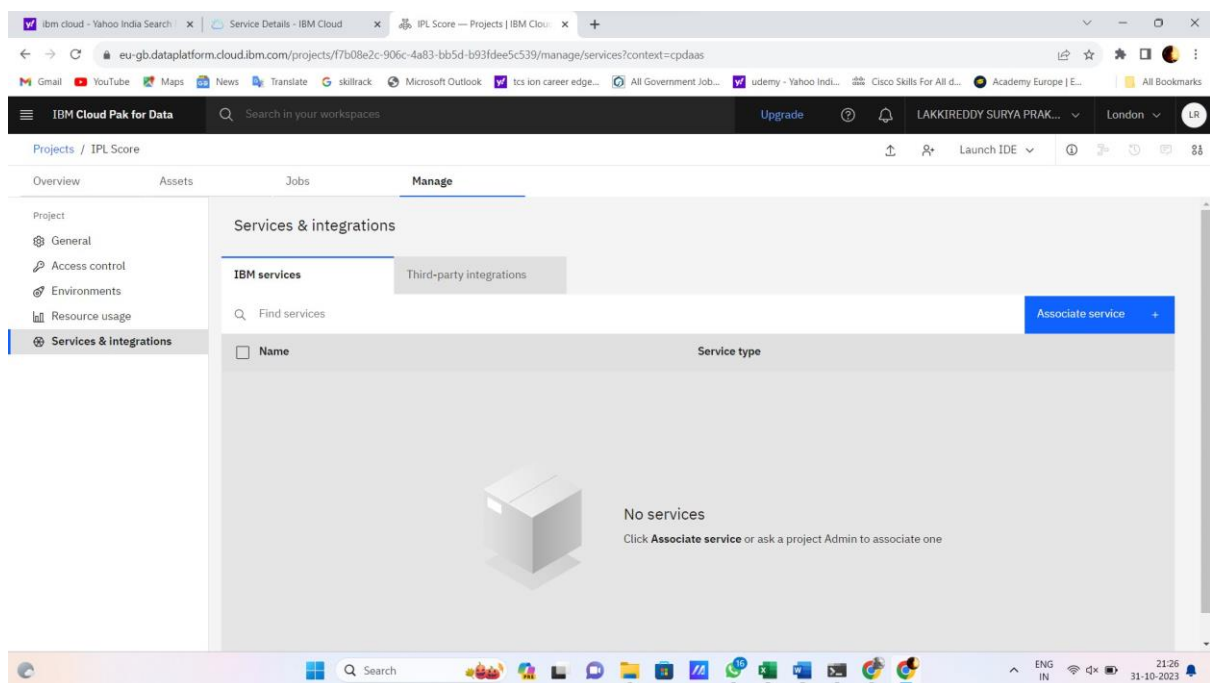 ibm cloud - Yahoo India Search
Service Details - IBM Cloud
IPL Score — Projects | IBM Clou
eu-gb.dataplatform.cloud.ibm.com/projects/f7b08e2c-906c-4a83-bb5d-b93fdee5c539/manage/services?context=cpdaas
Gmail YouTube Maps News Translate skillrack Microsoft Outlook tcs ion career edge... All Government Job... udemy - Yahoo Indi... Cisco Skills For All d... Academy Europe | E... All Bookmarks
IBM Cloud Pak for Data Search in your workspaces Upgrade LAKKIREDDY SURYA PRAK... London LR
Projects / IPL Score Launch IDE
Overview Assets Jobs Manage
Project
General
Access control
Environments
Resource usage
Services & integrations
Services & integrations
IBM services Third-party integrations
Find services Associate service +
Name Service type
No services
Click Associate service or ask a project Admin to associate one
Search 16 ENG IN 21:26 31-10-2023